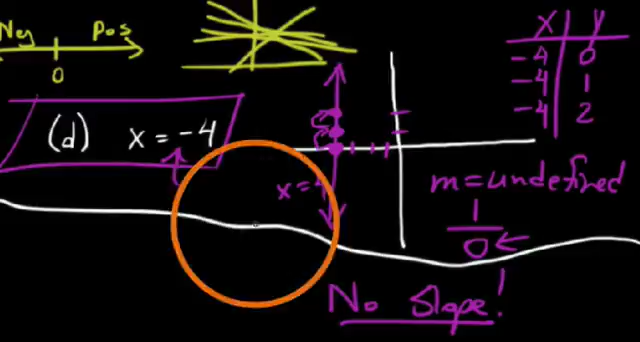 Neg Pos
0
X Y
-4 0
-4 1
-4 2
(d) x = -4
m = undefined
1
0
No Slope!